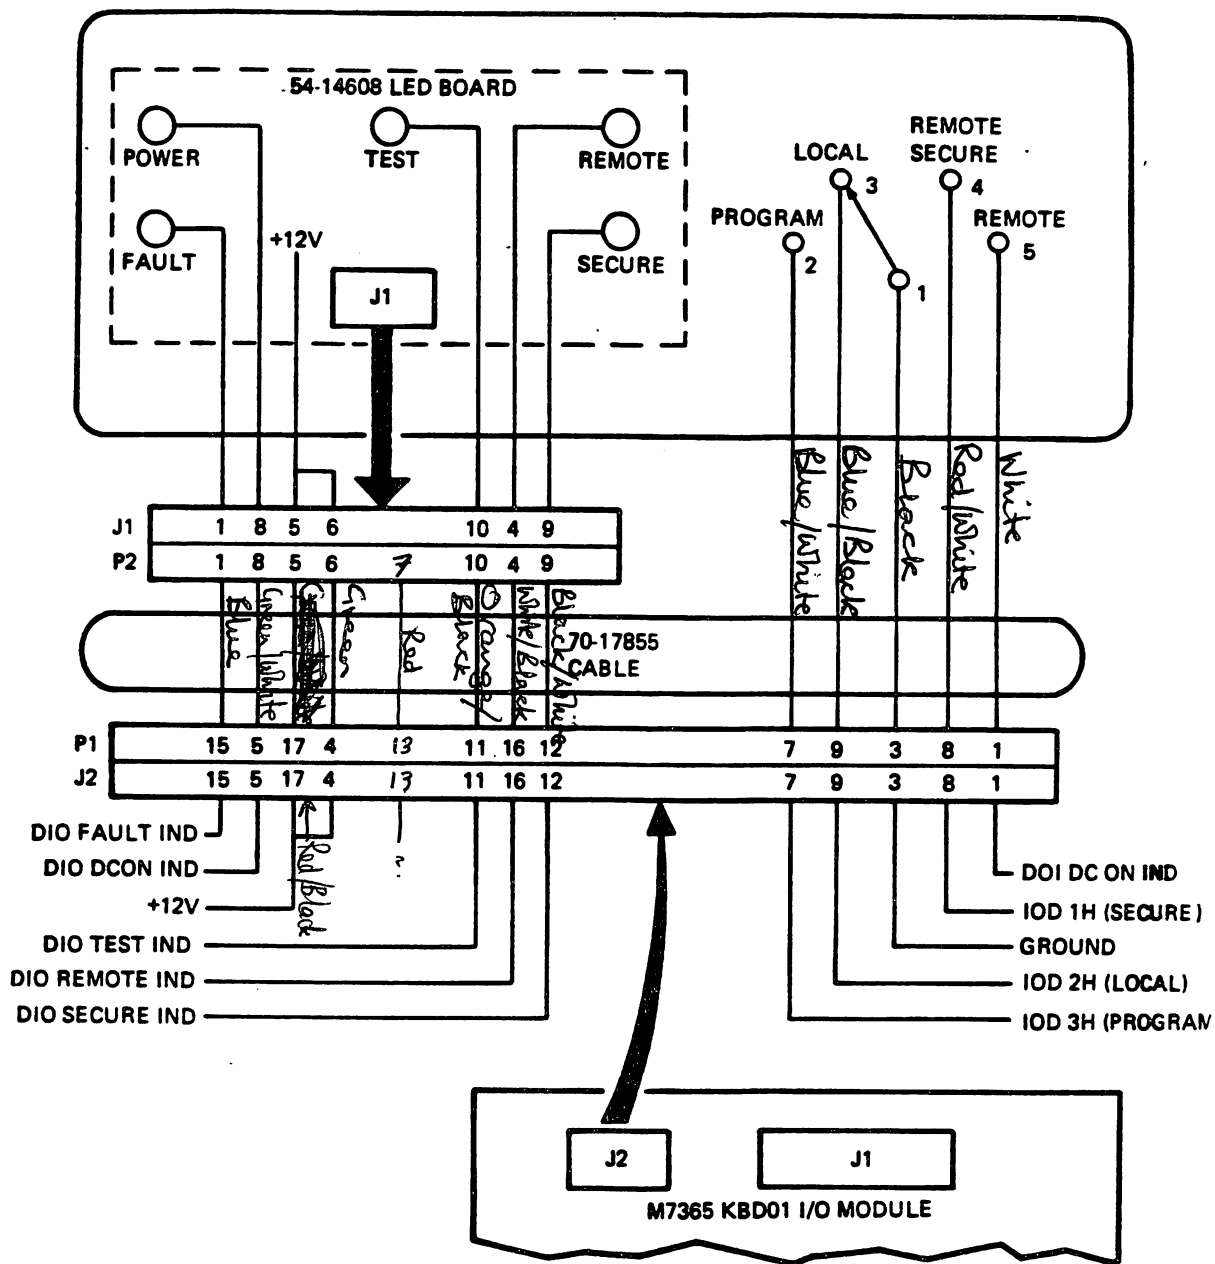 54-14608 LED BOARD
POWER
TEST
REMOTE
FAULT
+12V
SECURE
J1
LOCAL
3
REMOTE
SECURE
4
PROGRAM
2
REMOTE
5
1
Blue/White
Blue/Black
Black
Red/White
White
J1 1 8 5 6 10 4 9
P2 1 8 5 6 10 4 9
Blue
Green/White
Green
Red
Orange/
Black
White/Black
Black/White
70-17855
CABLE
P1 15 5 17 4 13 11 16 12 7 9 3 8 1
J2 15 5 17 4 13 11 16 12 7 9 3 8 1
Red/Black
DIO FAULT IND
DIO DCON IND
+12V
DIO TEST IND
DIO REMOTE IND
DIO SECURE IND
DOI DC ON IND
IOD 1H (SECURE)
GROUND
IOD 2H (LOCAL)
IOD 3H (PROGRAM
J2
J1
M7365 KBD01 I/O MODULE